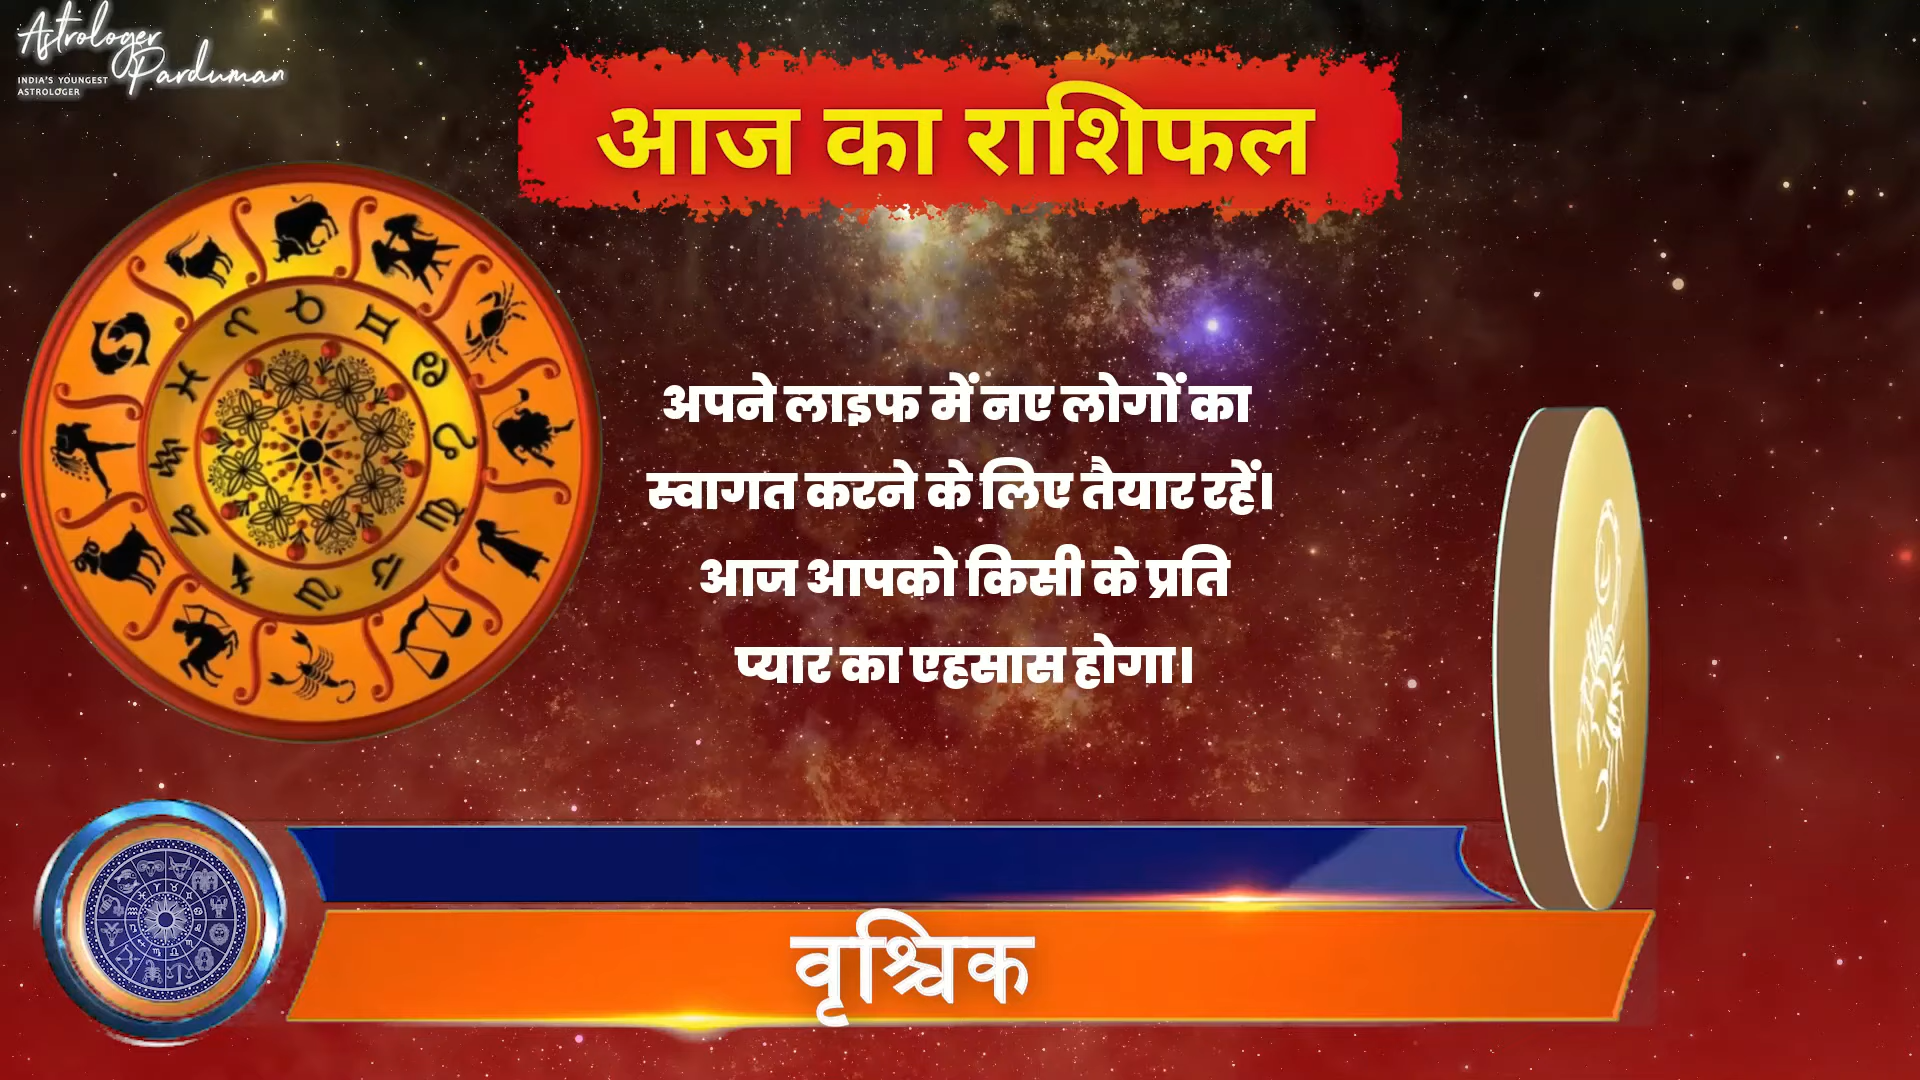 Astrologer
Parduman
INDIA'S YOUNGEST
ASTROLOGER
आज का राशिफल
अपने लाइफ में नए लोगों का
स्वागत करने के लिए तैयार रहें।
आज आपको किसी के प्रति
प्यार का एहसास होगा।
वृश्चिक